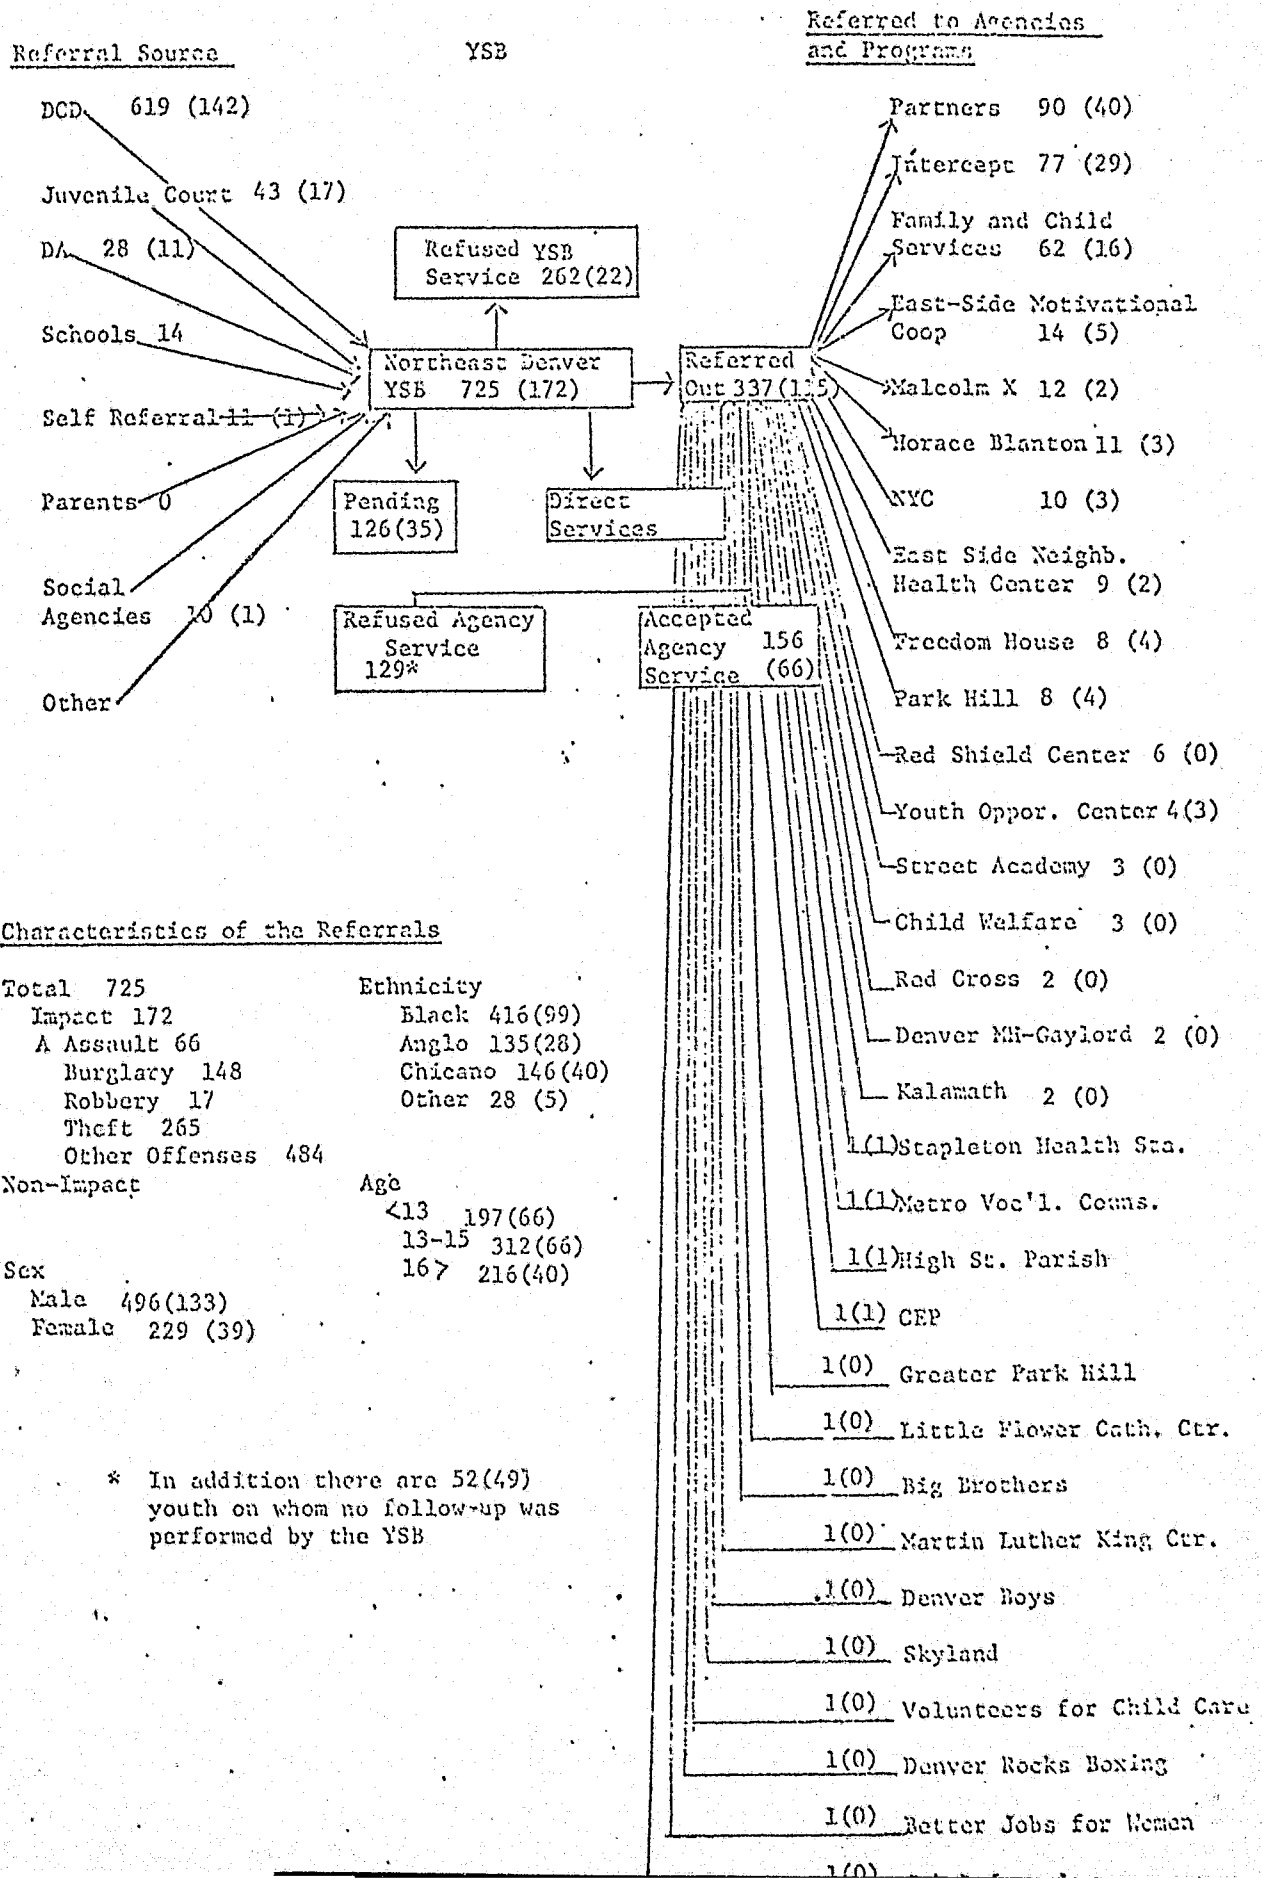 Referral Source
YSB
Referred to Agencies
and Programs
DCD 619 (142)
Juvenile Court 43 (17)
DA 28 (11)
Schools 14
Self Referral 11 (1)
Parents 0
Social
Agencies 10 (1)
Other
Refused YSB
Service 262(22)
Northeast Denver
YSB 725 (172)
Pending
126(35)
Direct
Services
Referred
Out 337(115)
Refused Agency
Service
129*
Accepted
Agency 156
Service (66)
Partners 90 (40)
Intercept 77 (29)
Family and Child
Services 62 (16)
East-Side Motivational
Coop 14 (5)
Malcolm X 12 (2)
Horace Blanton 11 (3)
NYC 10 (3)
East Side Neighb.
Health Center 9 (2)
Freedom House 8 (4)
Park Hill 8 (4)
Red Shield Center 6 (0)
Youth Oppor. Center 4(3)
Street Academy 3 (0)
Child Welfare 3 (0)
Red Cross 2 (0)
Denver MH-Gaylord 2 (0)
Kalamath 2 (0)
1(1) Stapleton Health Sta.
1(1) Metro Voc'l. Couns.
1(1) High St. Parish
1(1) CEP
1(0) Greater Park Hill
1(0) Little Flower Cath. Ctr.
1(0) Big Brothers
1(0) Martin Luther King Ctr.
1(0) Denver Boys
1(0) Skyland
1(0) Volunteers for Child Care
1(0) Denver Rocks Boxing
1(0) Better Jobs for Women
1(0)
Characteristics of the Referrals
Total 725
Impact 172
A Assault 66
Burglary 148
Robbery 17
Theft 265
Other Offenses 484
Non-Impact
Sex
Male 496(133)
Female 229 (39)
Ethnicity
Black 416(99)
Anglo 135(28)
Chicano 146(40)
Other 28 (5)
Age
<13 197(66)
13-15 312(66)
16> 216(40)
* In addition there are 52(49)
youth on whom no follow-up was
performed by the YSB